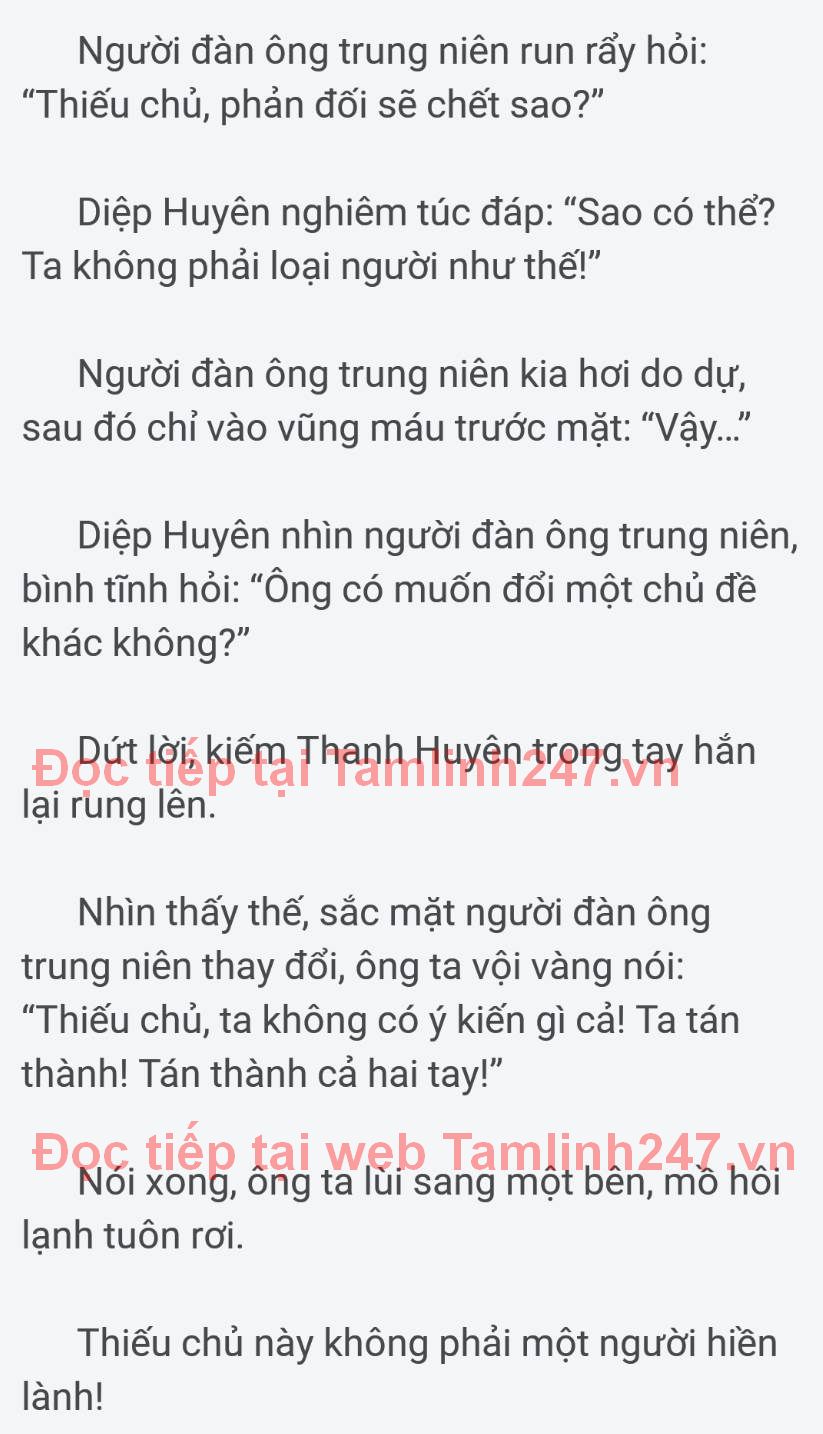 Người đàn ông trung niên run rẩy hỏi:
“Thiếu chủ, phản đối sẽ chết sao?”
Diệp Huyên nghiêm túc đáp: “Sao có thể?
Ta không phải loại người như thế!”
Người đàn ông trung niên kia hơi do dự,
sau đó chỉ vào vũng máu trước mặt: “Vậy...”
Diệp Huyên nhìn người đàn ông trung niên,
bình tĩnh hỏi: “Ông có muốn đổi một chủ đề
khác không?”
Dứt lời, kiếm Thanh Huyên trong tay hắn
Đọc tiếp tại Tamlinh247.vn
lại rung lên.
Nhìn thấy thế, sắc mặt người đàn ông
trung niên thay đổi, ông ta vội vàng nói:
“Thiếu chủ, ta không có ý kiến gì cả! Ta tán
thành! Tán thành cả hai tay!”
Đọc tiếp tại web Tamlinh247.vn
Nói xong, ông ta lùi sang một bên, mồ hôi
lạnh tuôn rơi.
Thiếu chủ này không phải một người hiền
lành!